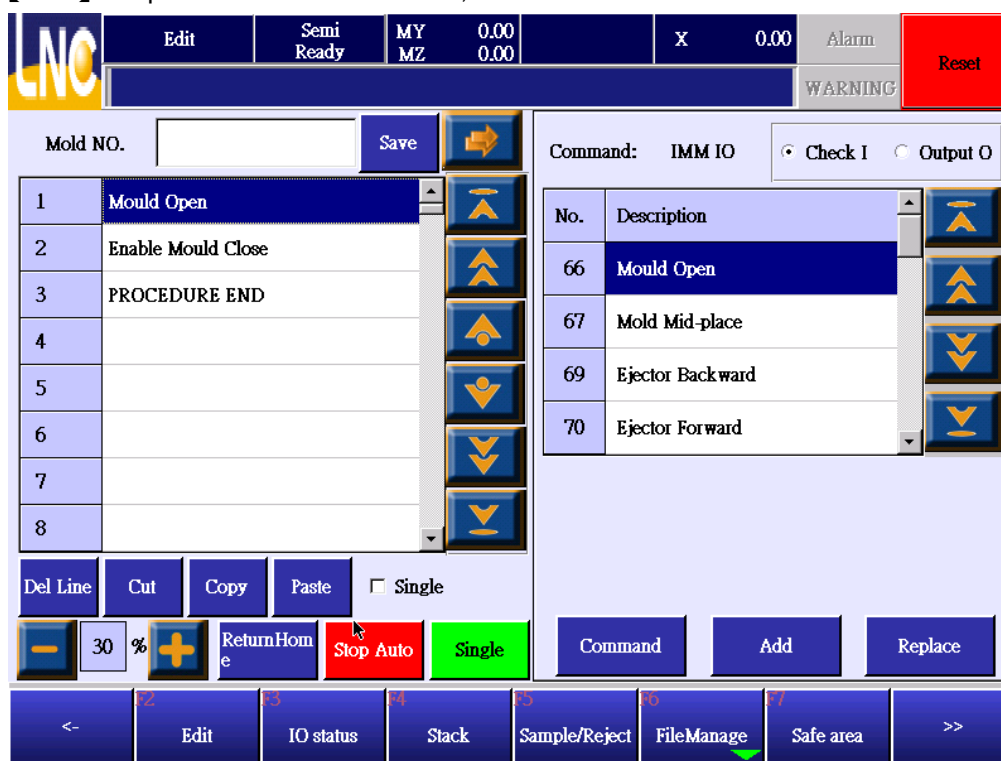 LNC
Edit
Semi
Ready
MY 0.00
MZ 0.00
X 0.00
Alarm
WARNING
Reset
Mold NO.
Save
1 Mould Open
2 Enable Mould Close
3 PROCEDURE END
4
5
6
7
8
Del Line
Cut
Copy
Paste
Single
30 %
ReturnHom
e
Stop Auto
Single
Command: IMM IO
Check I
Output O
No. Description
66 Mould Open
67 Mold Mid-place
69 Ejector Backward
70 Ejector Forward
Command
Add
Replace
<-
F2
Edit
F3
IO status
F4
Stack
F5
Sample/Reject
F6
FileManage
F7
Safe area
>>